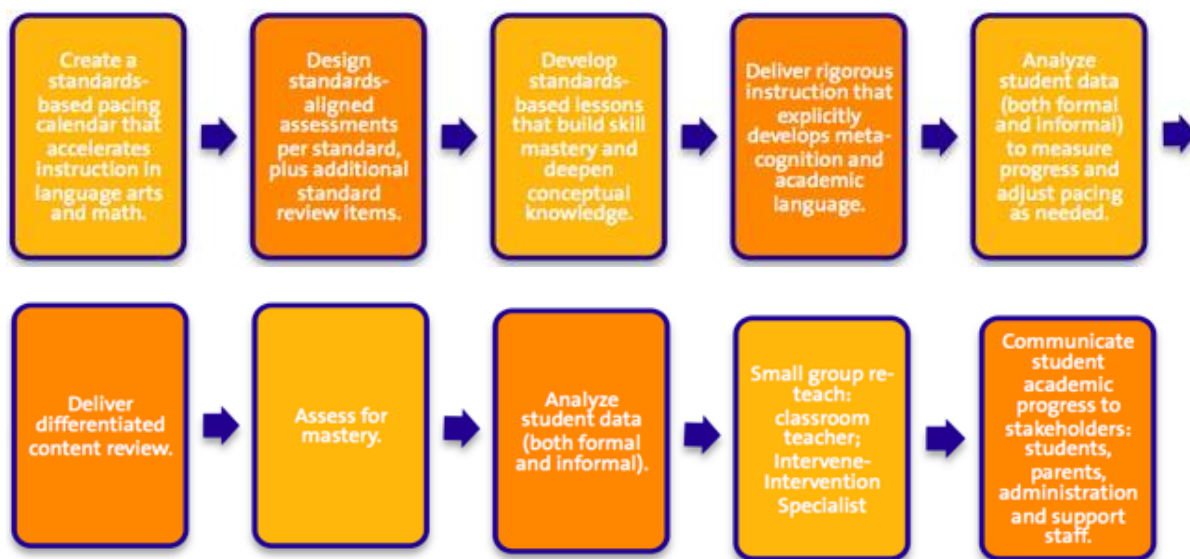 Create a
standards-
based pacing
calendar that
accelerates
instruction in
language arts
and math.
Design
standards-
aligned
assessments
per standard,
plus additional
standard
review items.
Develop
standards-
based lessons
that build skill
mastery and
deepen
conceptual
knowledge.
Deliver rigorous
instruction that
explicitly
develops meta-
cognition and
academic
language.
Analyze
student data
(both formal
and informal)
to measure
progress and
adjust pacing
as needed.
Deliver
differentiated
content review.
Assess for
mastery.
Analyze
student data
(both formal
and informal).
Small group re-
teach:
classroom
teacher;
Intervene-
Intervention
Specialist
Communicate
student
academic
progress to
stakeholders:
students,
parents,
administration
and support
staff.